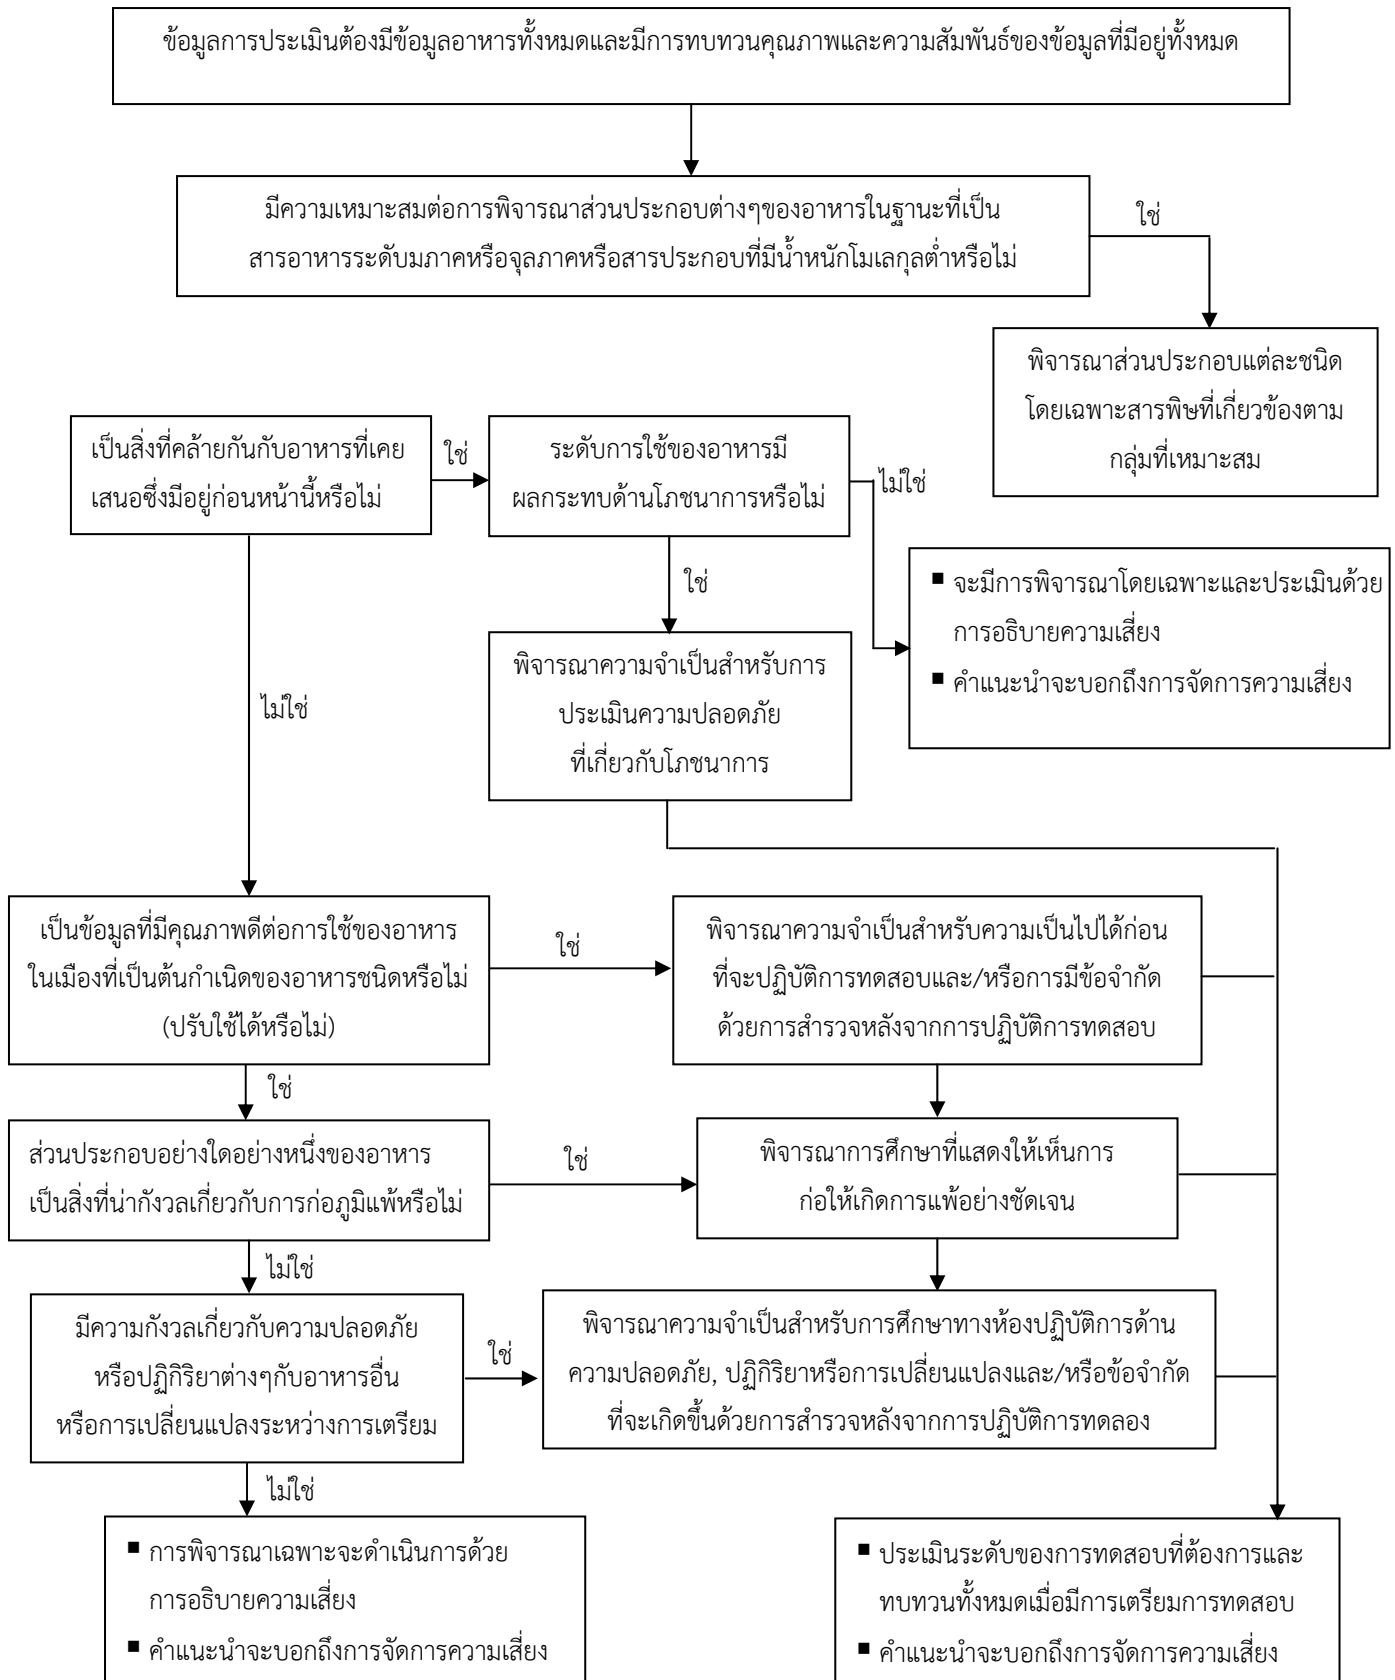 ข้อมูลการประเมินต้องมีข้อมูลอาหารทั้งหมดและมีการทบทวนคุณภาพและความสัมพันธ์ของข้อมูลที่มีอยู่ทั้งหมด
มีความเหมาะสมต่อการพิจารณาส่วนประกอบต่างๆของอาหารในฐานะที่เป็น
สารอาหารระดับมภาคหรือจุลภาคหรือสารประกอบที่มีน้ำหนักโมเลกุลต่ำหรือไม่
ใช่
พิจารณาส่วนประกอบแต่ละชนิด
โดยเฉพาะสารพิษที่เกี่ยวข้องตาม
กลุ่มที่เหมาะสม
เป็นสิ่งที่คล้ายกันกับอาหารที่เคย
เสนอซึ่งมีอยู่ก่อนหน้านี้หรือไม่
ใช่
ระดับการใช้ของอาหารมี
ผลกระทบด้านโภชนาการหรือไม่
ไม่ใช่
ใช่
จะมีการพิจารณาโดยเฉพาะและประเมินด้วย
การอธิบายความเสี่ยง
คำแนะนำจะบอกถึงการจัดการความเสี่ยง
พิจารณาความจำเป็นสำหรับการ
ประเมินความปลอดภัย
ที่เกี่ยวกับโภชนาการ
ไม่ใช่
เป็นข้อมูลที่มีคุณภาพดีต่อการใช้ของอาหาร
ในเมืองที่เป็นต้นกำเนิดของอาหารชนิดหรือไม่
(ปรับใช้ได้หรือไม่)
ใช่
พิจารณาความจำเป็นสำหรับความเป็นไปได้ก่อน
ที่จะปฏิบัติการทดสอบและ/หรือการมีข้อจำกัด
ด้วยการสำรวจหลังจากการปฏิบัติการทดสอบ
ใช่
ส่วนประกอบอย่างใดอย่างหนึ่งของอาหาร
เป็นสิ่งที่น่ากังวลเกี่ยวกับการก่อภูมิแพ้หรือไม่
ใช่
พิจารณาการศึกษาที่แสดงให้เห็นการ
ก่อให้เกิดการแพ้อย่างชัดเจน
ไม่ใช่
มีความกังวลเกี่ยวกับความปลอดภัย
หรือปฏิกิริยาต่างๆกับอาหารอื่น
หรือการเปลี่ยนแปลงระหว่างการเตรียม
ใช่
พิจารณาความจำเป็นสำหรับการศึกษาทางห้องปฏิบัติการด้าน
ความปลอดภัย, ปฏิกิริยาหรือการเปลี่ยนแปลงและ/หรือข้อจำกัด
ที่จะเกิดขึ้นด้วยการสำรวจหลังจากการปฏิบัติการทดลอง
ไม่ใช่
การพิจารณาเฉพาะจะดำเนินการด้วย
การอธิบายความเสี่ยง
คำแนะนำจะบอกถึงการจัดการความเสี่ยง
ประเมินระดับของการทดสอบที่ต้องการและ
ทบทวนทั้งหมดเมื่อมีการเตรียมการทดสอบ
คำแนะนำจะบอกถึงการจัดการความเสี่ยง